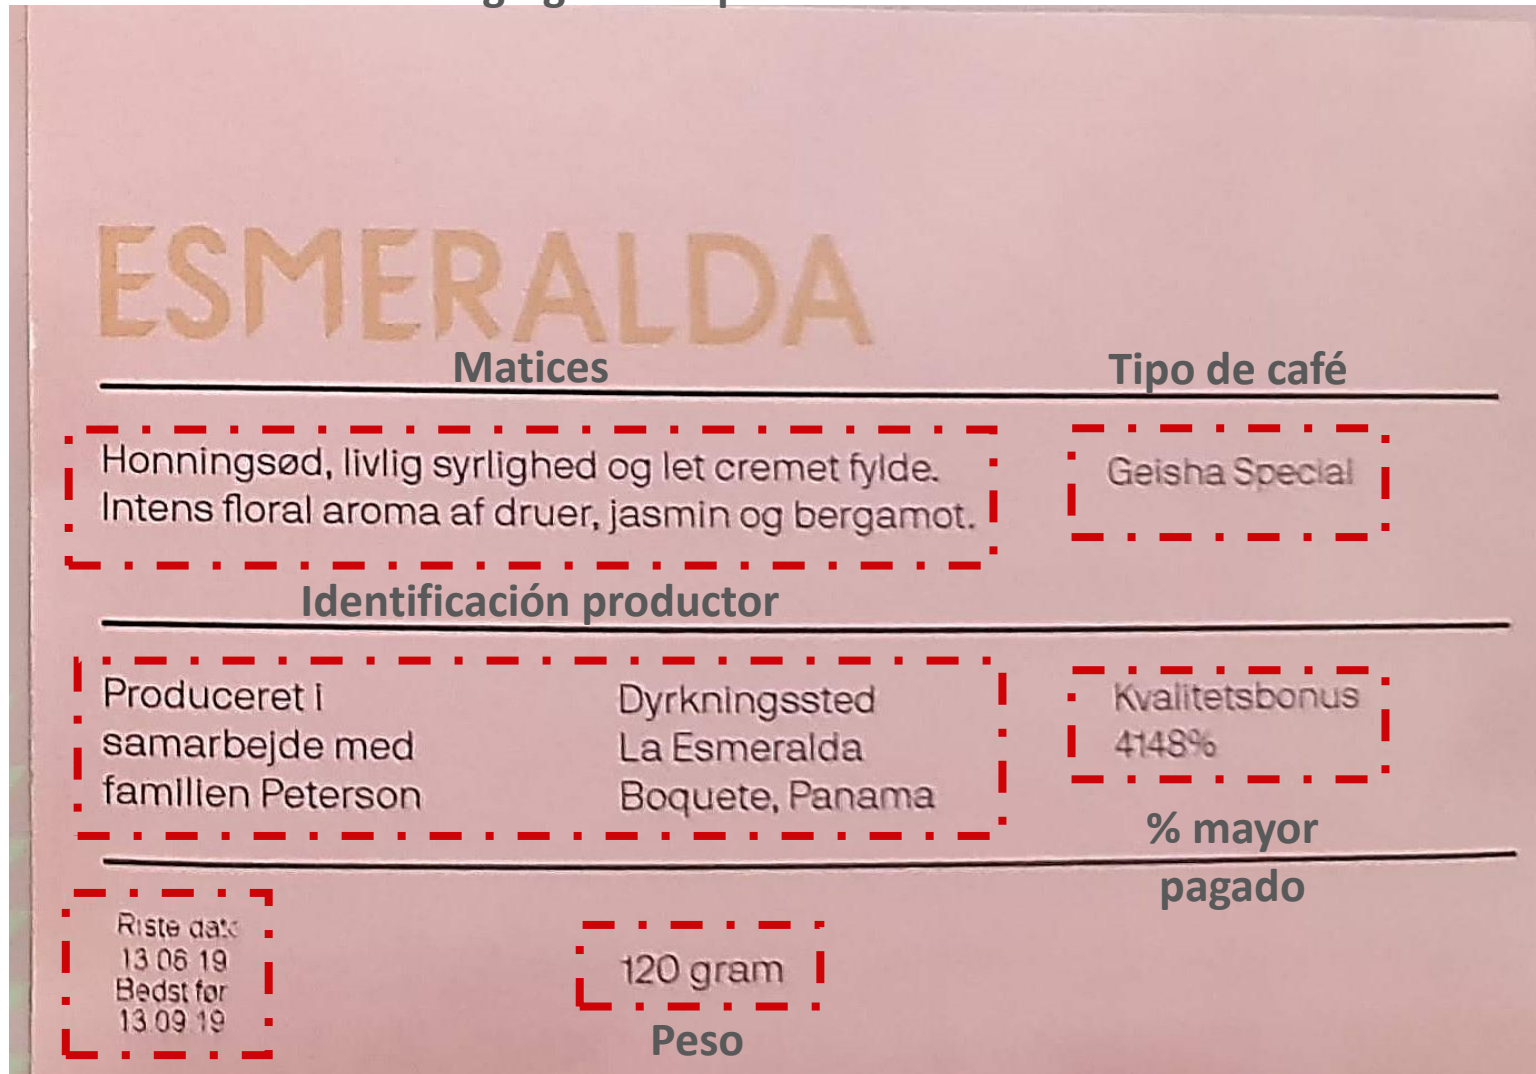 ESMERALDA
Matices
Tipo de café
Honningsød, livlig syrlighed og let cremet fylde.
Intens floral aroma af druer, jasmin og bergamot.
Geisha Special
Identificación productor
Produceret i
samarbejde med
familien Peterson
Dyrkningssted
La Esmeralda
Boquete, Panama
Kvalitetsbonus
4148%
% mayor
pagado
Riste dato
13 06 19
Bedst før
13.09.19
120 gram
Peso